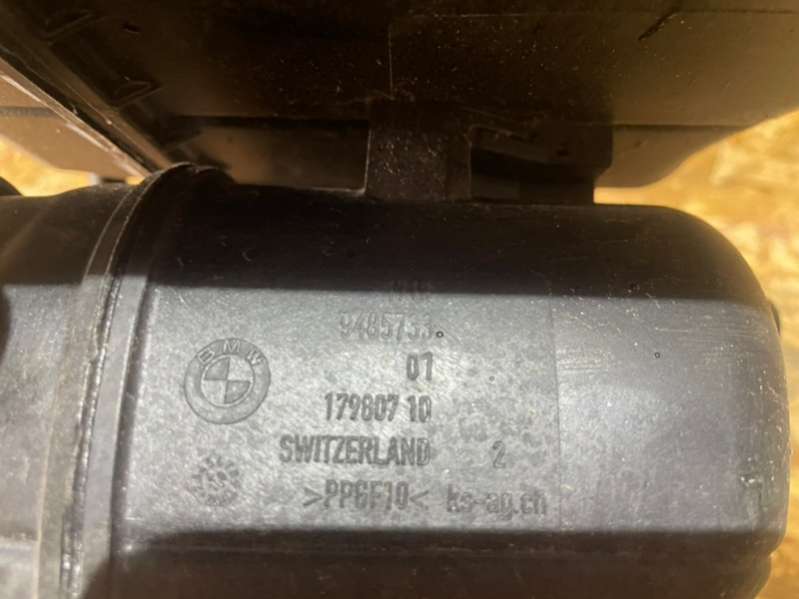 9485753
01
BMW
179807 10
SWITZERLAND 2
>PPGF10< ks-ag.ch